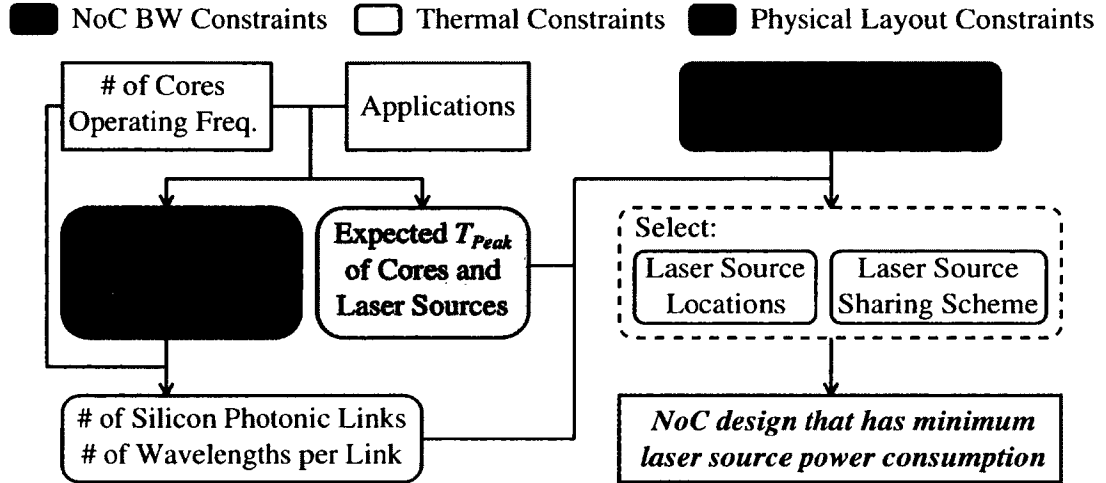 NoC BW Constraints
Thermal Constraints
Physical Layout Constraints
# of Cores
Operating Freq.
Applications
Expected T_Peak
of Cores and
Laser Sources
Select:
Laser Source
Locations
Laser Source
Sharing Scheme
# of Silicon Photonic Links
# of Wavelengths per Link
NoC design that has minimum
laser source power consumption